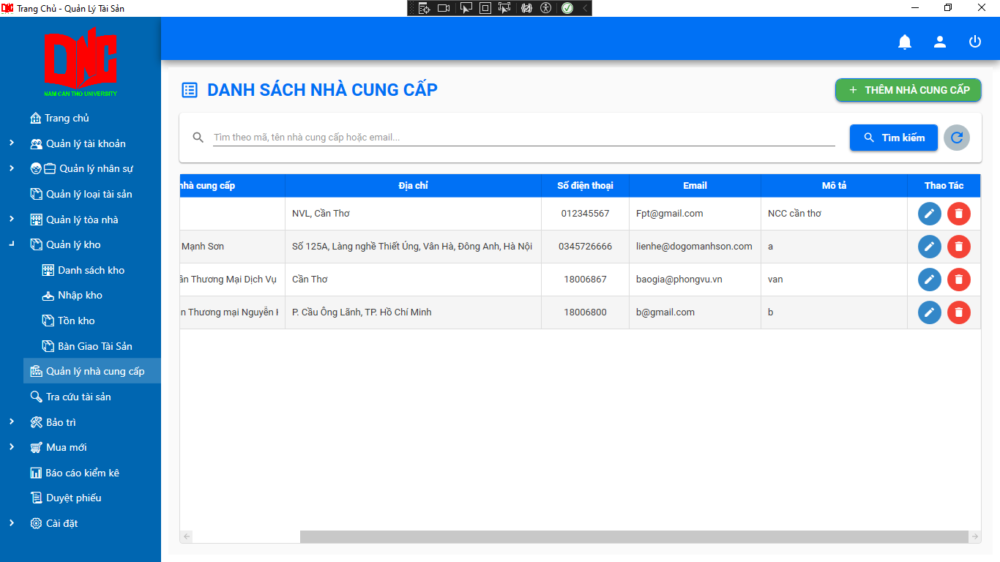 Trang Chủ - Quản Lý Tài Sản
DNC
NAM CAN THO UNIVERSITY
Trang chủ
Quản lý tài khoản
Quản lý nhân sự
Quản lý loại tài sản
Quản lý tòa nhà
Quản lý kho
Danh sách kho
Nhập kho
Tồn kho
Bàn Giao Tài Sản
Quản lý nhà cung cấp
Tra cứu tài sản
Bảo trì
Mua mới
Báo cáo kiểm kê
Duyệt phiếu
Cài đặt
DANH SÁCH NHÀ CUNG CẤP
+ THÊM NHÀ CUNG CẤP
Tìm theo mã, tên nhà cung cấp hoặc email...
Tìm kiếm
nhà cung cấp Địa chỉ Số điện thoại Email Mô tả Thao Tác
NVL, Cần Thơ 012345567 Fpt@gmail.com NCC cần thơ
Mạnh Sơn Số 125A, Làng nghề Thiết Úng, Vân Hà, Đông Anh, Hà Nội 0345726666 lienhe@dogomanhson.com a
ần Thương Mại Dịch Vụ Cần Thơ 18006867 baogia@phongvu.vn van
n Thương mại Nguyễn P. Cầu Ông Lãnh, TP. Hồ Chí Minh 18006800 b@gmail.com b